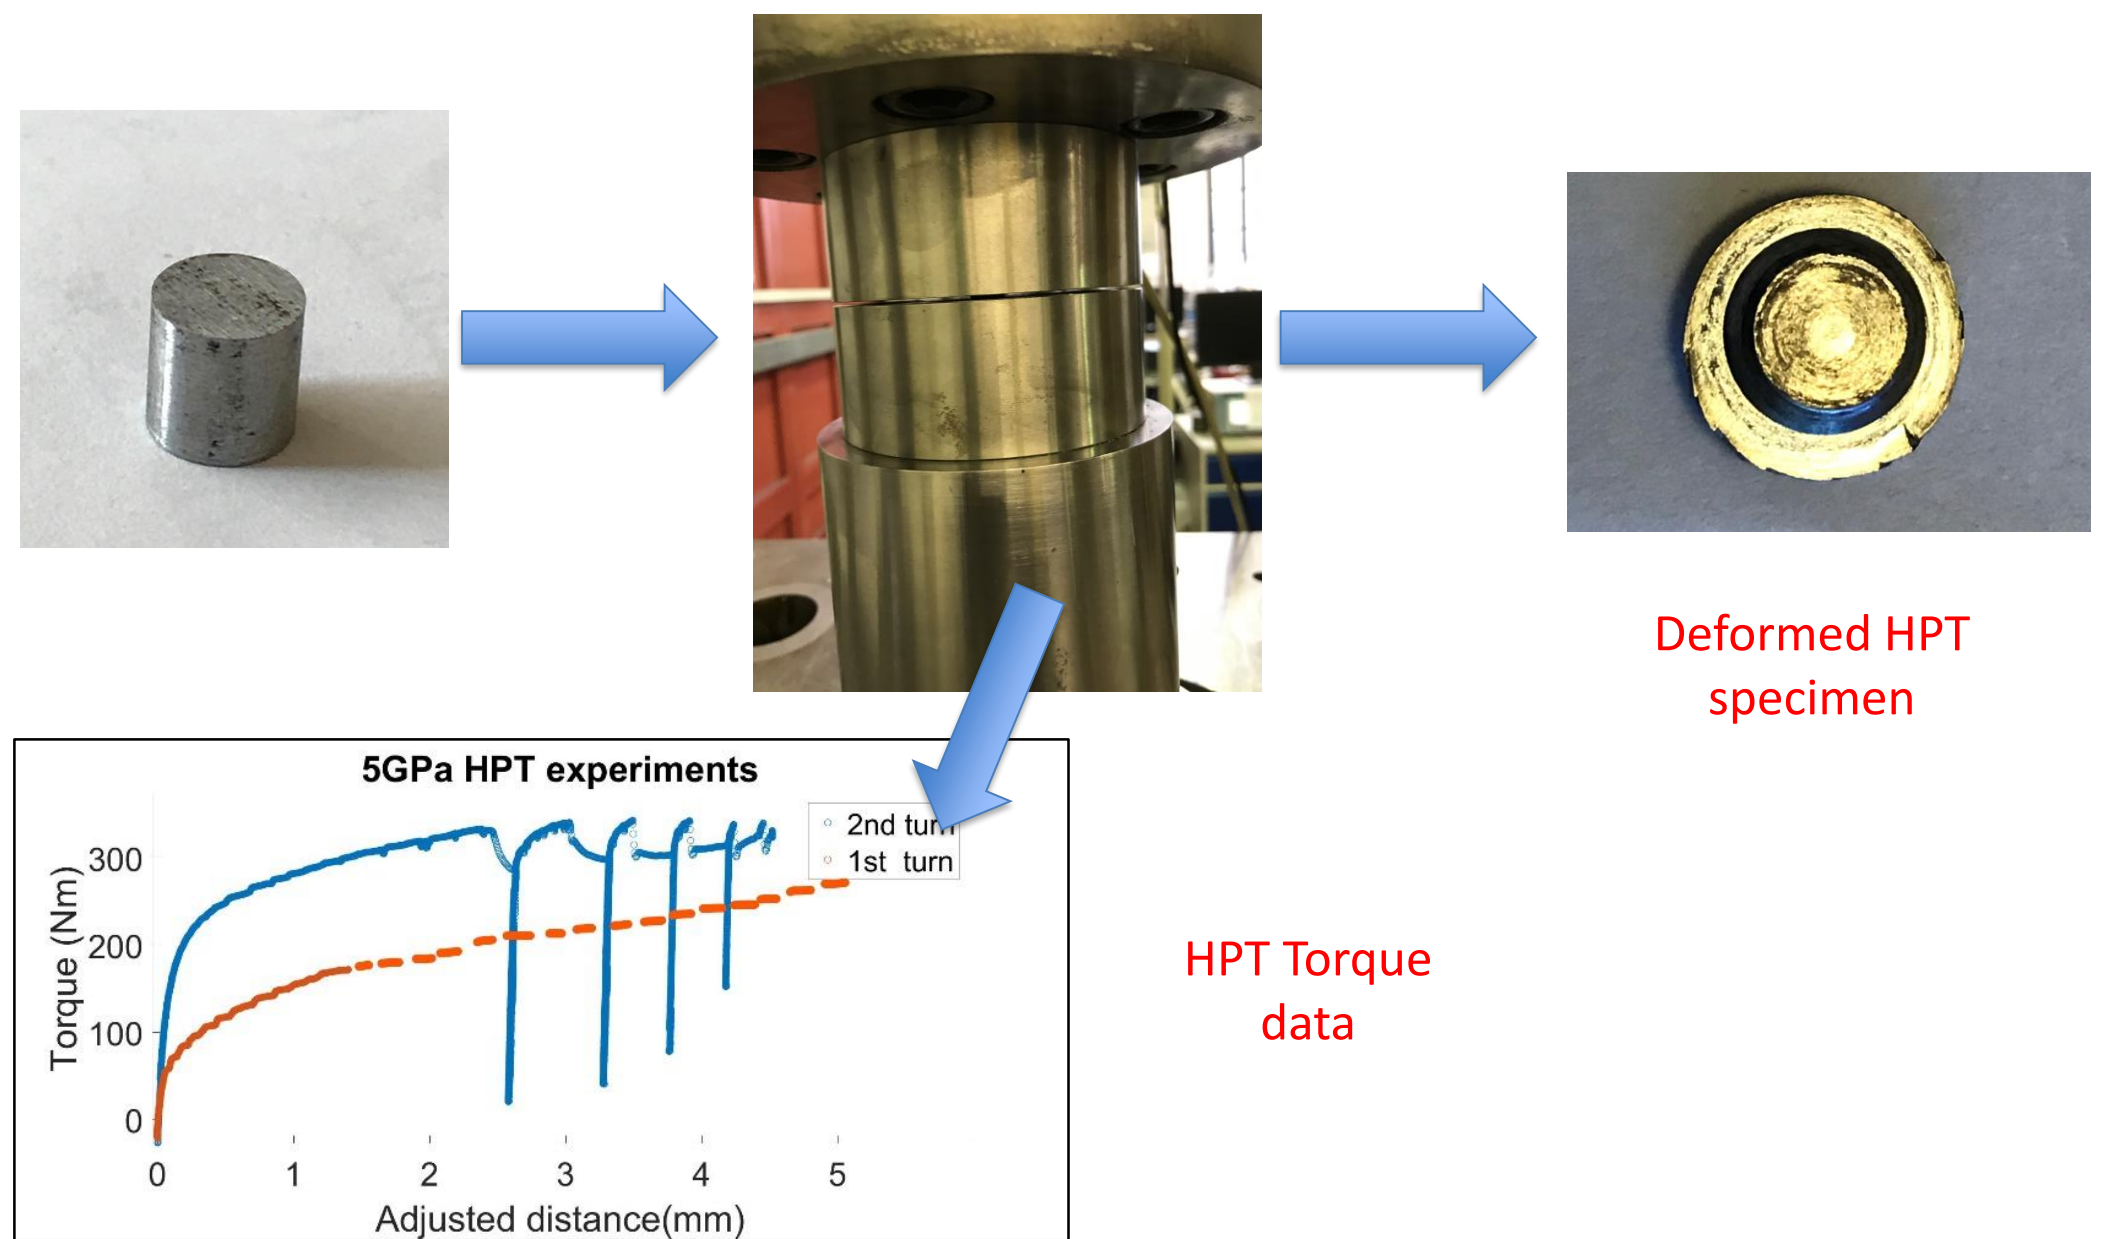 Deformed HPT
specimen
5GPa HPT experiments
2nd turn
1st turn
300
200
100
0
Torque (Nm)
0 1 2 3 4 5
Adjusted distance(mm)
HPT Torque
data